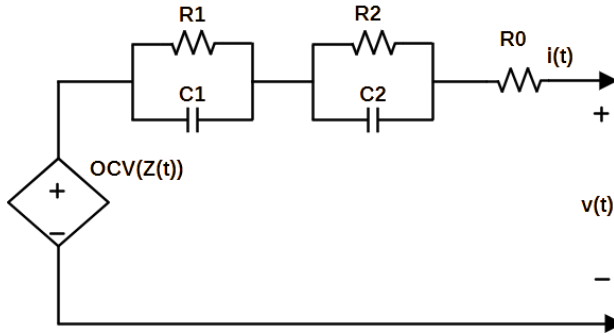 R1
R2
R0
i(t)
C1
C2
+
OCV(Z(t))
+
−
v(t)
−